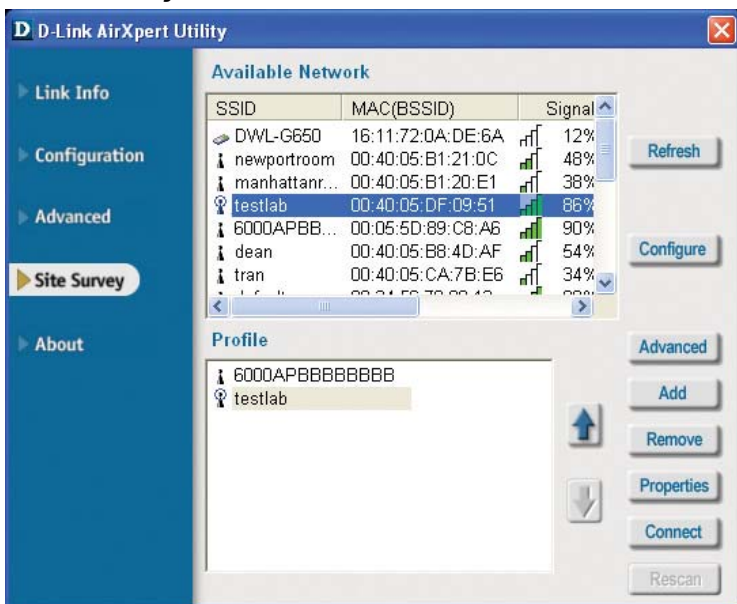 D D-Link AirXpert Utility
Link Info
Configuration
Advanced
Site Survey
About
Available Network
SSID MAC(BSSID) Signal
DWL-G650 16:11:72:0A:DE:6A 12%
newportroom 00:40:05:B1:21:0C 48%
manhattanr... 00:40:05:B1:20:E1 38%
testlab 00:40:05:DF:09:51 86%
6000APBB... 00:05:5D:89:C8:A6 90%
dean 00:40:05:B8:4D:AF 54%
tran 00:40:05:CA:7B:E6 34%
Refresh
Configure
Profile
6000APBBBBBBBB
testlab
Advanced
Add
Remove
Properties
Connect
Rescan